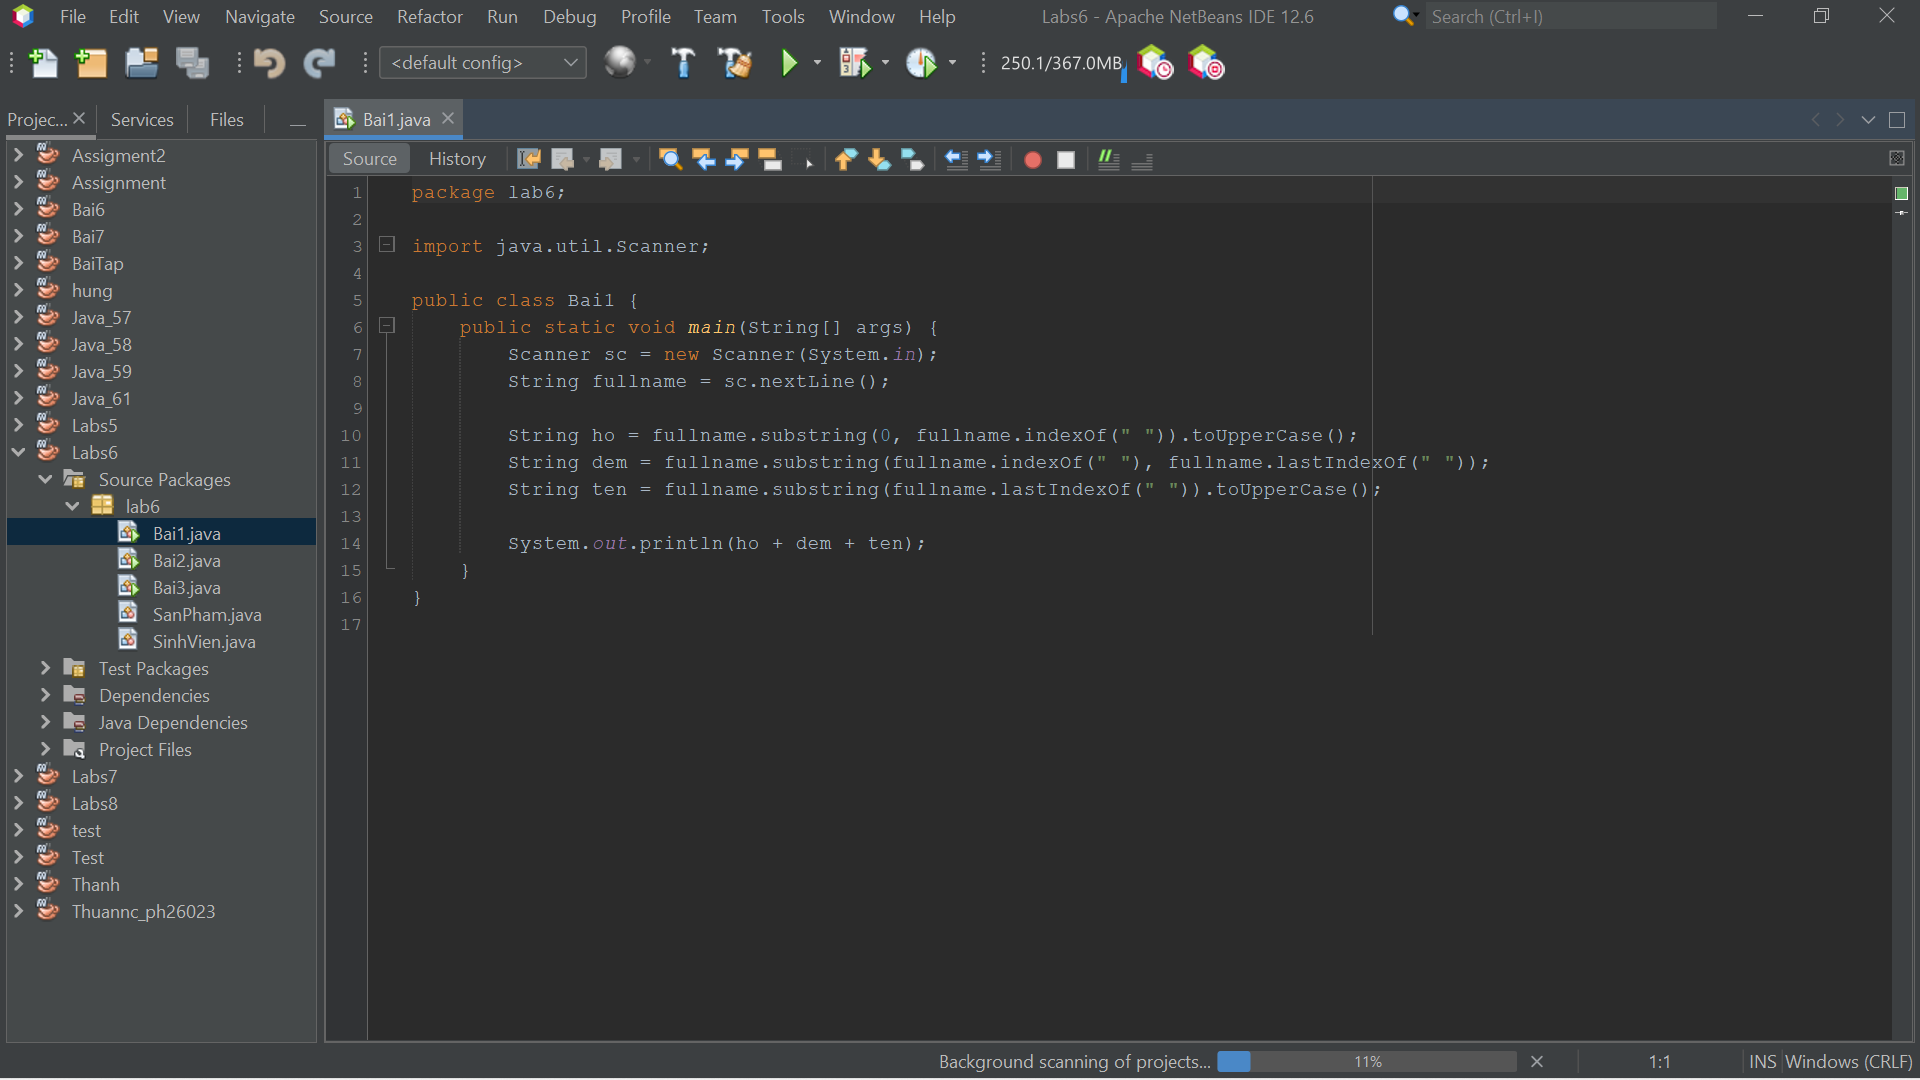 File Edit View Navigate Source Refactor Run Debug Profile Team Tools Window Help
Labs6 - Apache NetBeans IDE 12.6
Search (Ctrl+I)
<default config>
250.1/367.0MB
Projec... Services Files
Bai1.java
Source History
Assigment2
Assignment
Bai6
Bai7
BaiTap
hung
Java_57
Java_58
Java_59
Java_61
Labs5
Labs6
Source Packages
lab6
Bai1.java
Bai2.java
Bai3.java
SanPham.java
SinhVien.java
Test Packages
Dependencies
Java Dependencies
Project Files
Labs7
Labs8
test
Test
Thanh
Thuannc_ph26023
1 package lab6;
2
3 import java.util.Scanner;
4
5 public class Bai1 {
6 public static void main(String[] args) {
7 Scanner sc = new Scanner(System.in);
8 String fullname = sc.nextLine();
9
10 String ho = fullname.substring(0, fullname.indexOf(" ")).toUpperCase();
11 String dem = fullname.substring(fullname.indexOf(" "), fullname.lastIndexOf(" "));
12 String ten = fullname.substring(fullname.lastIndexOf(" ")).toUpperCase();
13
14 System.out.println(ho + dem + ten);
15 }
16 }
17
Background scanning of projects... 11% 1:1 INS Windows (CRLF)